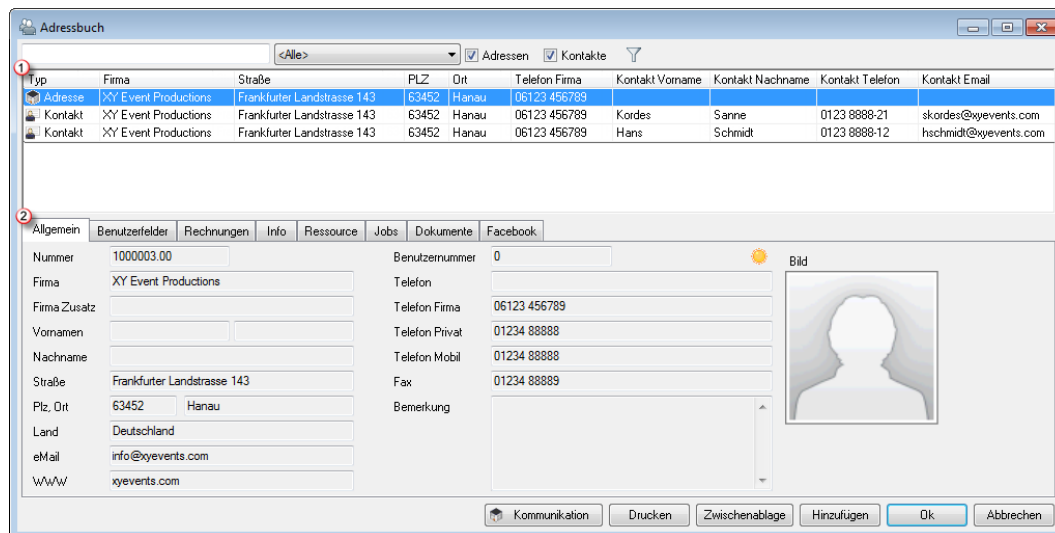 Adressbuch
<Alle> Adressen Kontakte
1
Typ Firma Straße PLZ Ort Telefon Firma Kontakt Vorname Kontakt Nachname Kontakt Telefon Kontakt Email
Adresse XY Event Productions Frankfurter Landstrasse 143 63452 Hanau 06123 456789
Kontakt XY Event Productions Frankfurter Landstrasse 143 63452 Hanau 06123 456789 Kordes Sanne 0123 8888-21 skordes@xyevents.com
Kontakt XY Event Productions Frankfurter Landstrasse 143 63452 Hanau 06123 456789 Hans Schmidt 0123 8888-12 hschmidt@xyevents.com
2
Allgemein Benutzerfelder Rechnungen Info Ressource Jobs Dokumente Facebook
Nummer 1000003.00 Benutzernummer 0 Bild
Firma XY Event Productions Telefon
Firma Zusatz Telefon Firma 06123 456789
Vornamen Telefon Privat 01234 88888
Nachname Telefon Mobil 01234 88888
Straße Frankfurter Landstrasse 143 Fax 01234 88889
Plz, Ort 63452 Hanau Bemerkung
Land Deutschland
eMail info@xyevents.com
WWW xyevents.com
Kommunikation Drucken Zwischenablage Hinzufügen Ok Abbrechen